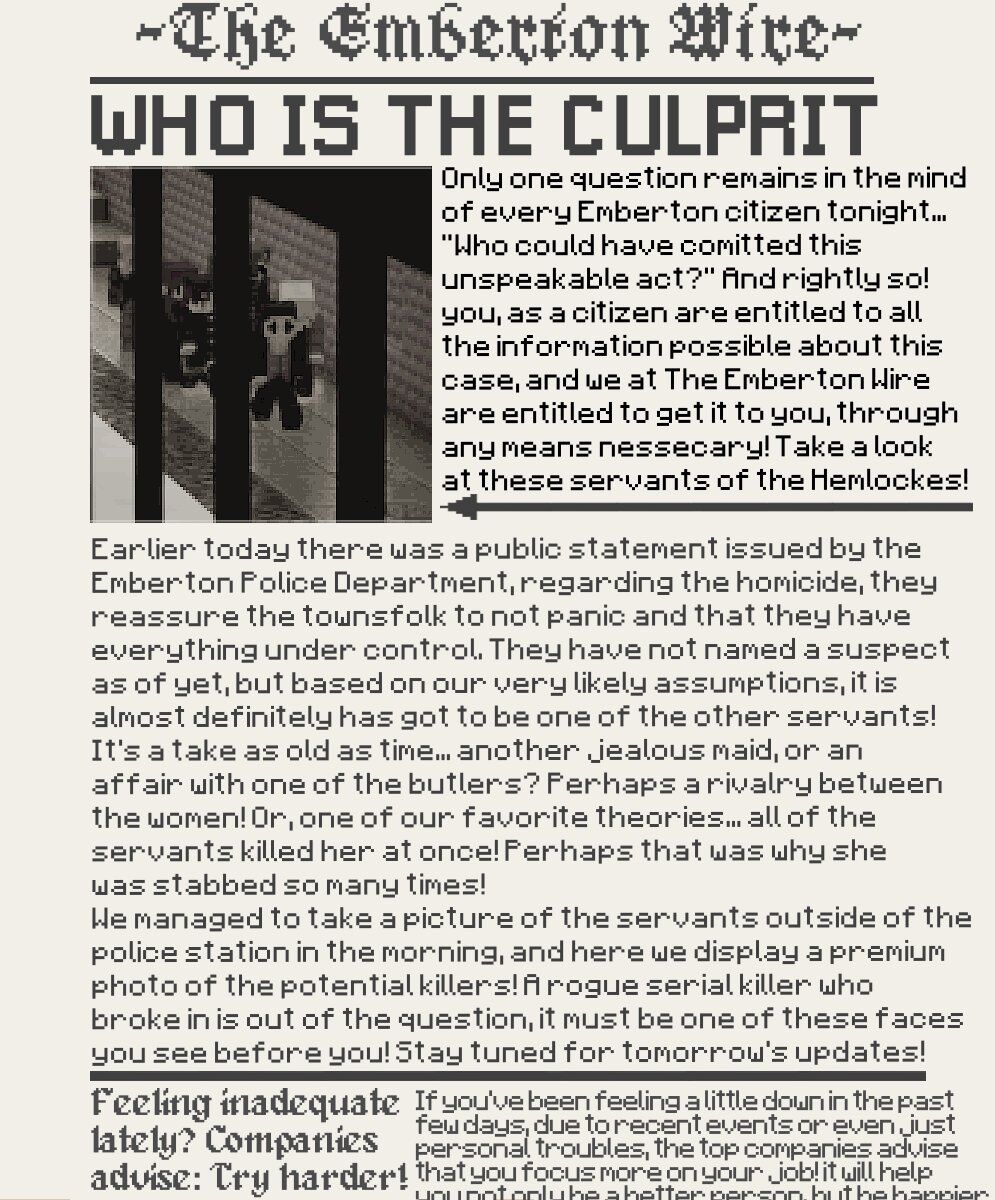 ~The Emberton Wire~
WHO IS THE CULPRIT
Only one question remains in the mind
of every Emberton citizen tonight...
"Who could have comitted this
unspeakable act?" And rightly so!
you, as a citizen are entitled to all
the information possible about this
case, and we at The Emberton Wire
are entitled to get it to you, through
any means nessecary! Take a look
at these servants of the Hemlockes!
Earlier today there was a public statement issued by the
Emberton Police Department, regarding the homicide, they
reassure the townsfolk to not panic and that they have
everything under control. They have not named a suspect
as of yet, but based on our very likely assumptions, it is
almost definitely has got to be one of the other servants!
It's a take as old as time... another jealous maid, or an
affair with one of the butlers? Perhaps a rivalry between
the women! Or, one of our favorite theories... all of the
servants killed her at once! Perhaps that was why she
was stabbed so many times!
We managed to take a picture of the servants outside of the
police station in the morning, and here we display a premium
photo of the potential killers! A rogue serial killer who
broke in is out of the question, it must be one of these faces
you see before you! Stay tuned for tomorrow's updates!
Feeling inadequate
lately? Companies
advise: Try harder!
If you've been feeling a little down in the past
few days, due to recent events or even just
personal troubles, the top companies advise
that you focus more on your job! it will help
you not only be a better person, but be happier